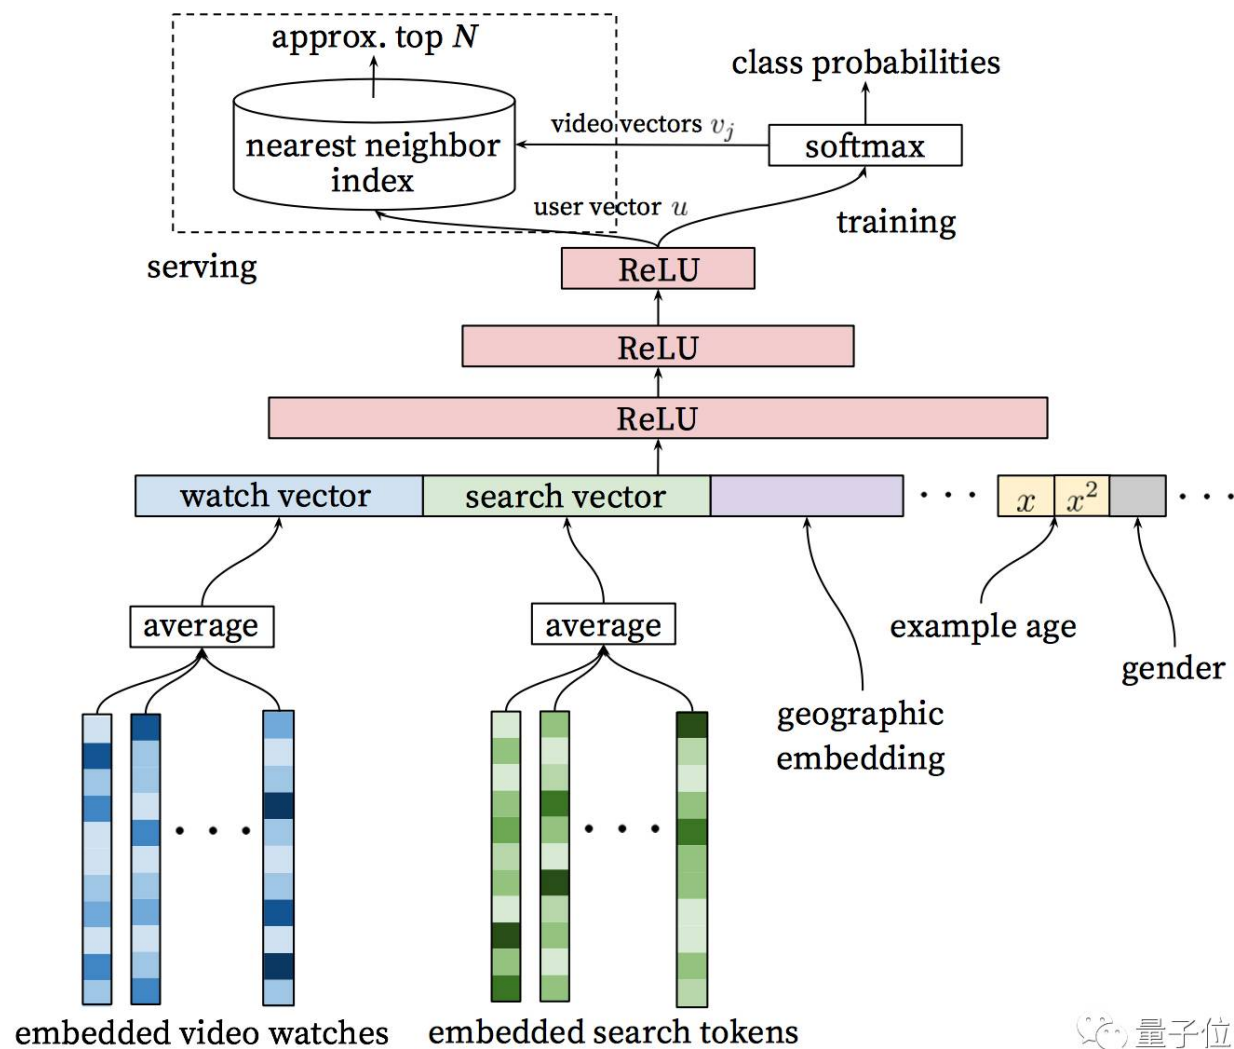 approx. top N
class probabilities
nearest neighbor
index
video vectors v_j
softmax
user vector u
training
serving
ReLU
ReLU
ReLU
watch vector
search vector
x
x²
average
average
example age
gender
geographic
embedding
embedded video watches
embedded search tokens
量子位